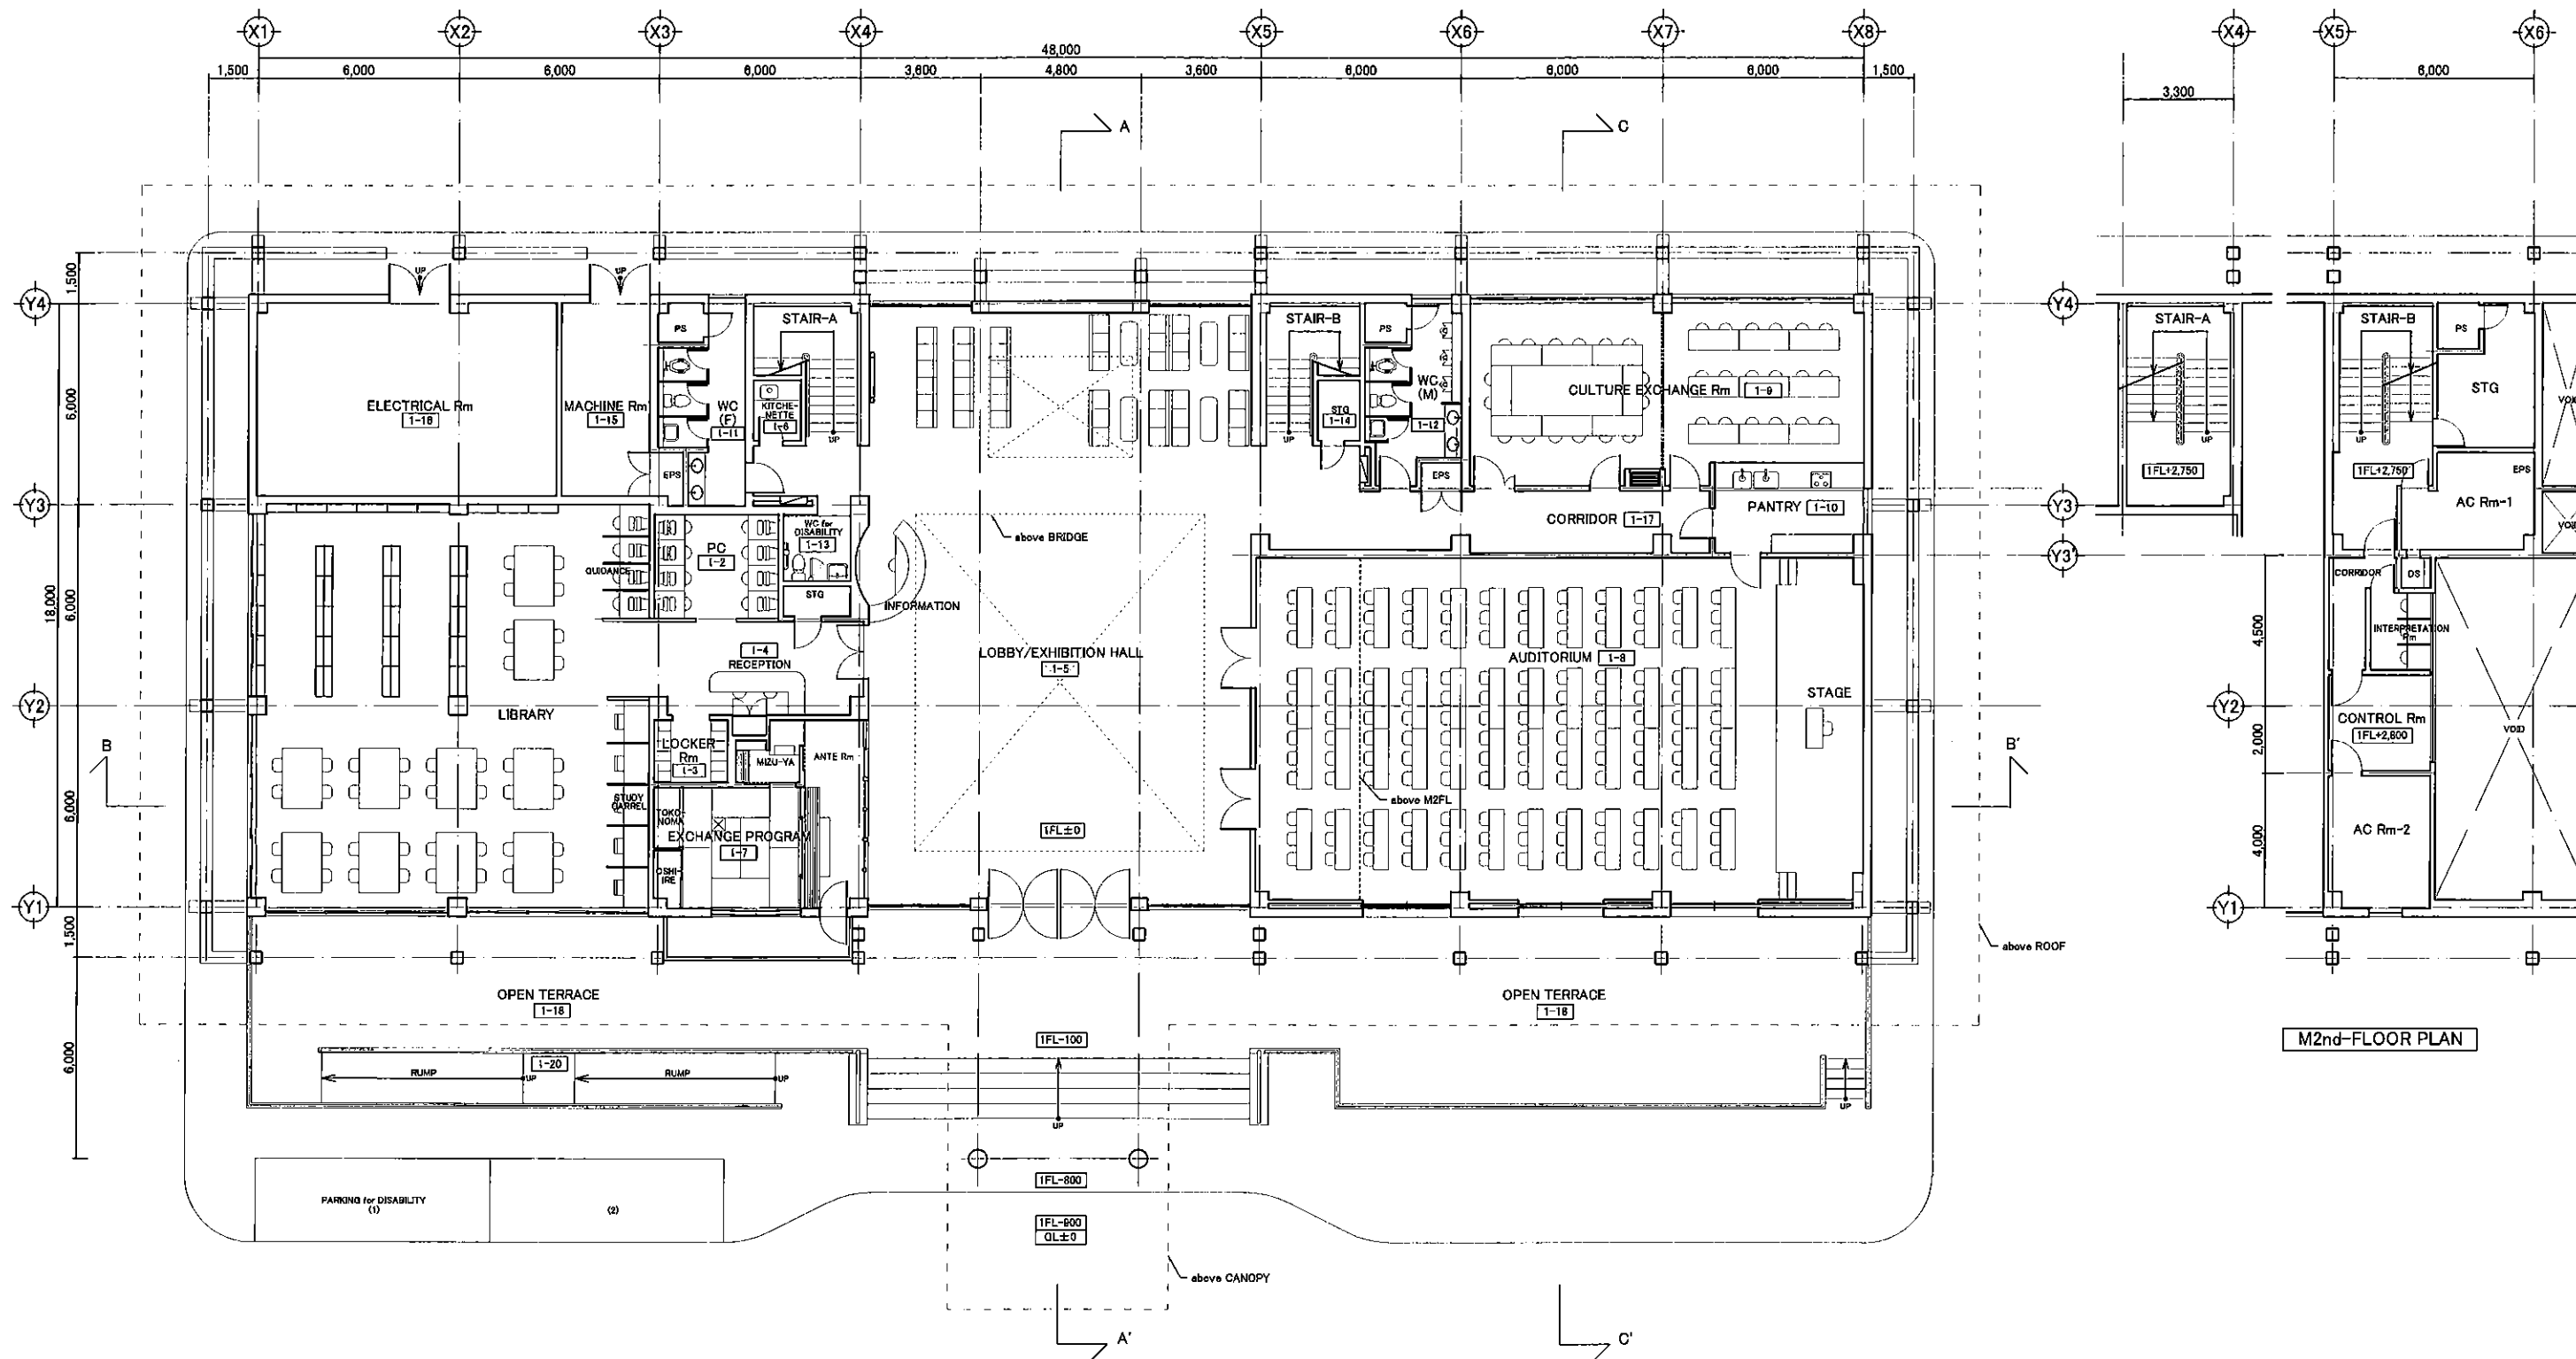 X1 X2 X3 X4 X5 X6 X7 X8 X4 X5 X6
48,000
1,500 6,000 6,000 6,000 3,600 4,800 3,600 6,000 6,000 6,000 1,500
6,000
3,300
A C
1,500
Y4 Y4
UP UP
STAIR-A STAIR-B STAIR-A STAIR-B
PS PS PS
6,000
ELECTRICAL Rm
1-16
MACHINE Rm
1-15
WC
(F)
1-11
KITCHE-
NETTE
1-6
UP
UP
STG
1-14
WC
(M)
1-12
CULTURE EXCHANGE Rm 1-9
UP UP
STG
VOID
1FL+2,750 1FL+2,750
EPS EPS EPS
AC Rm-1
VOID
Y3 Y3
Y3'
PANTRY 1-10
CORRIDOR 1-17
above BRIDGE
WC for
DISABILITY
1-13
PC
1-2
GUIDANCE
STG
INFORMATION
CORRIDOR DS
18,000
6,000
4,500
INTERPRETATION
Rm
1-4
RECEPTION
LOBBY/EXHIBITION HALL
1-5
AUDITORIUM 1-8
STAGE
Y2 Y2
LIBRARY
CONTROL Rm
1FL+2,800
VOID
2,000
B B'
LOCKER
Rm
1-3
MIZU-YA
ANTE Rm
STUDY
CARREL
TOKO-
NOMA
EXCHANGE PROGRAM
1-7
OSHI-
IRE
6,000
above M2FL
1FL±0
AC Rm-2
4,000
Y1 Y1
1,500
above ROOF
OPEN TERRACE
1-18
OPEN TERRACE
1-18
M2nd-FLOOR PLAN
6,000
1FL-100
1-20
RUMP UP RUMP UP
UP
UP
1FL-800
PARKING for DISABILITY
(1)
(2)
1FL-900
GL±0
above CANOPY
A' C'